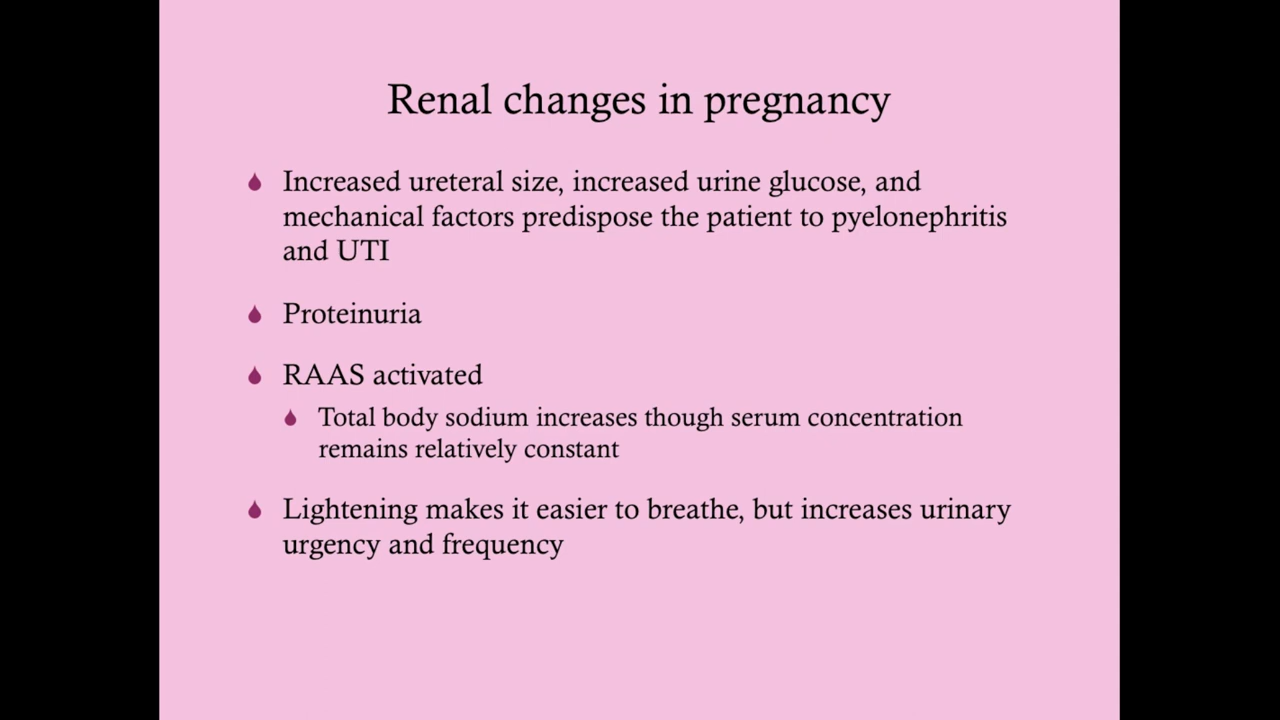 Renal changes in pregnancy
Increased ureteral size, increased urine glucose, and
mechanical factors predispose the patient to pyelonephritis
and UTI
Proteinuria
RAAS activated
Total body sodium increases though serum concentration
remains relatively constant
Lightening makes it easier to breathe, but increases urinary
urgency and frequency